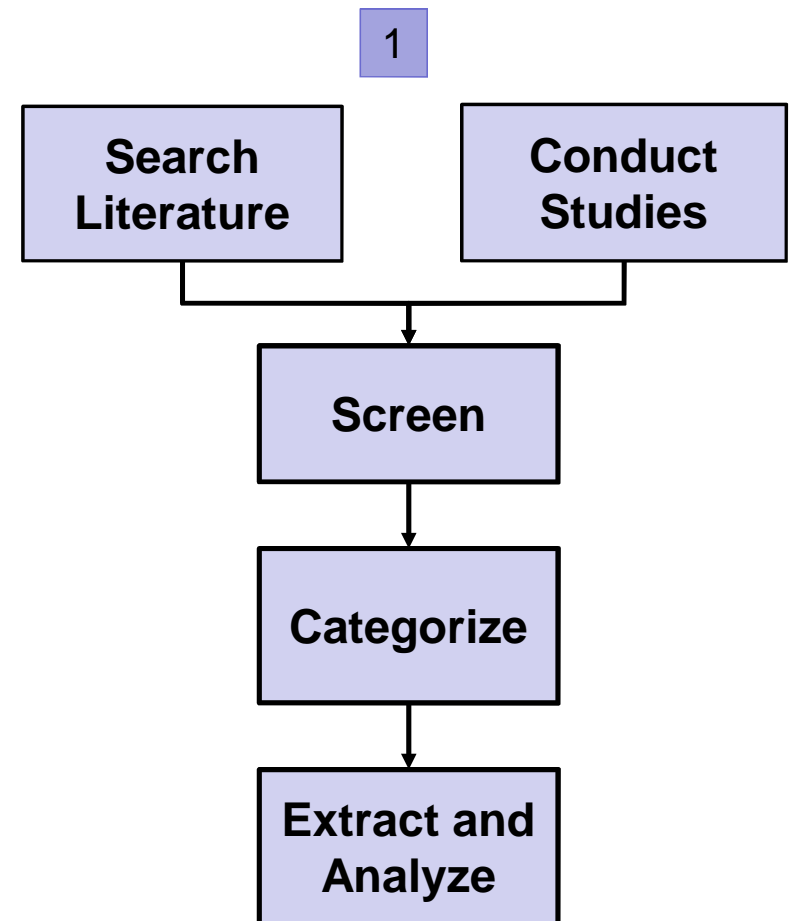 1
Search
Literature
Conduct
Studies
Screen
Categorize
Extract and
Analyze